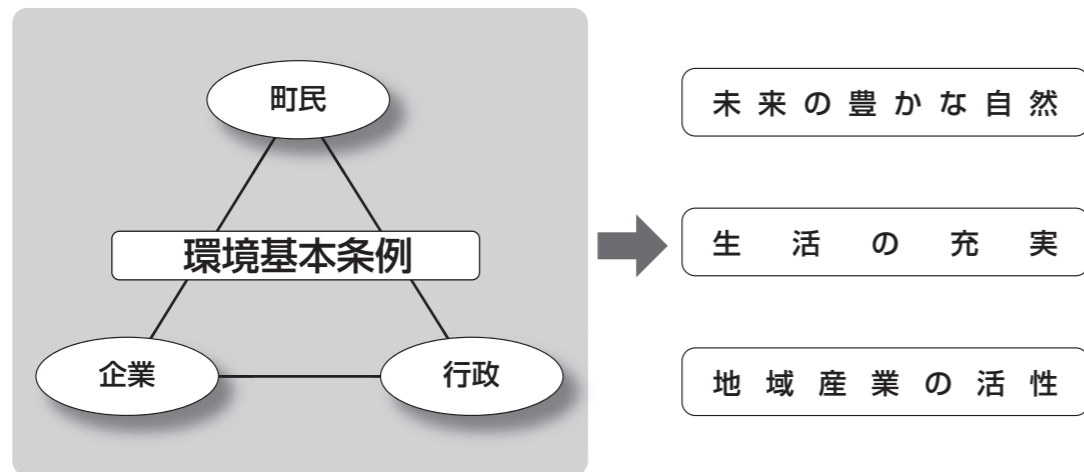 町民
環境基本条例
企業
行政
未来の豊かな自然
生活の充実
地域産業の活性